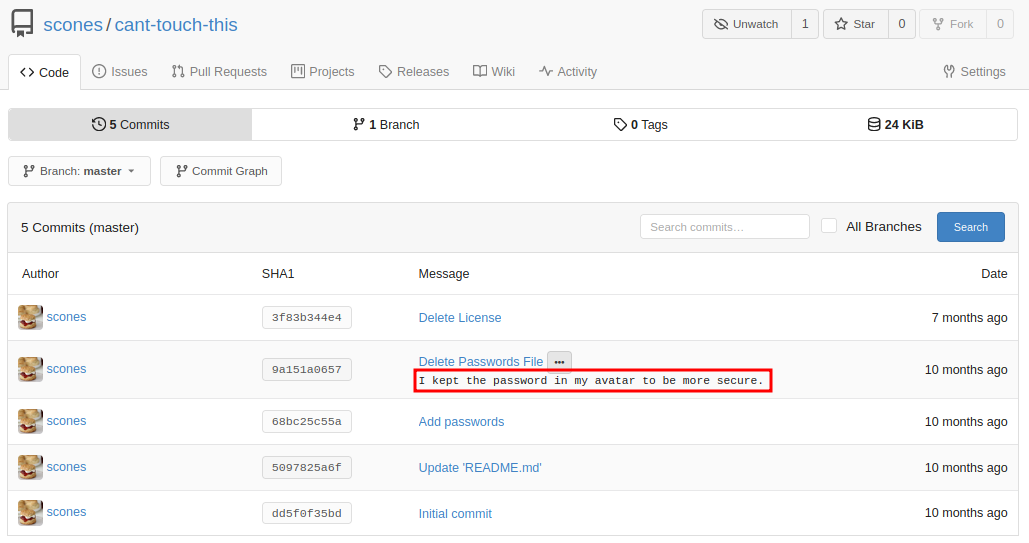 scones / cant-touch-this
Unwatch 1 Star 0 Fork 0
Code Issues Pull Requests Projects Releases Wiki Activity Settings
5 Commits 1 Branch 0 Tags 24 KiB
Branch: master Commit Graph
5 Commits (master) Search commits... All Branches Search
Author SHA1 Message Date
scones 3f83b344e4 Delete License 7 months ago
scones 9a151a0657 Delete Passwords File ••• 10 months ago
I kept the password in my avatar to be more secure.
scones 68bc25c55a Add passwords 10 months ago
scones 5097825a6f Update 'README.md' 10 months ago
scones dd5f0f35bd Initial commit 10 months ago